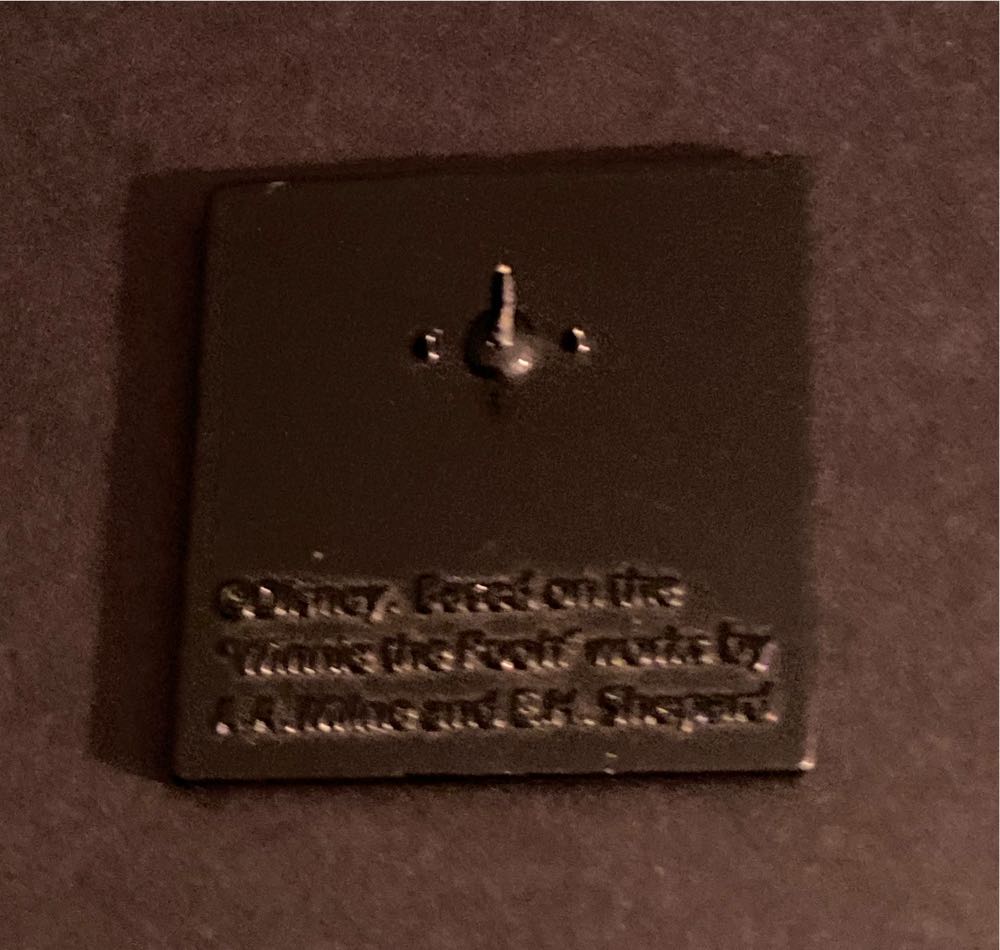 ©Disney. Based on the
"Winnie the Pooh" works by
A.A. Milne and E.H. Shepard.